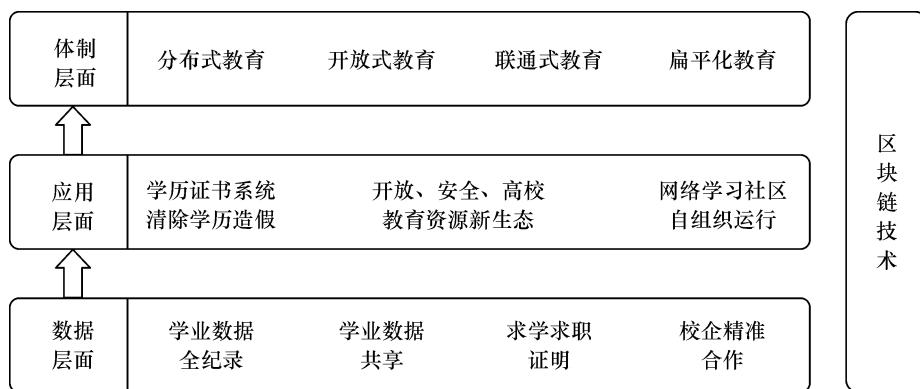 体制
层面
分布式教育
开放式教育
联通式教育
扁平化教育
应用
层面
学历证书系统
清除学历造假
开放、安全、高校
教育资源新生态
网络学习社区
自组织运行
数据
层面
学业数据
全纪录
学业数据
共享
求学求职
证明
校企精准
合作
区块链技术